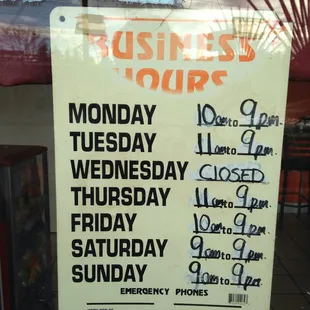 BUSINESS
HOURS
MONDAY 10am to 9pm.
TUESDAY 11am to 9pm.
WEDNESDAY CLOSED
THURSDAY 11am to 9pm.
FRIDAY 10am to 9pm.
SATURDAY 9am to 9pm.
SUNDAY 9am to 9pm.
EMERGENCY PHONES